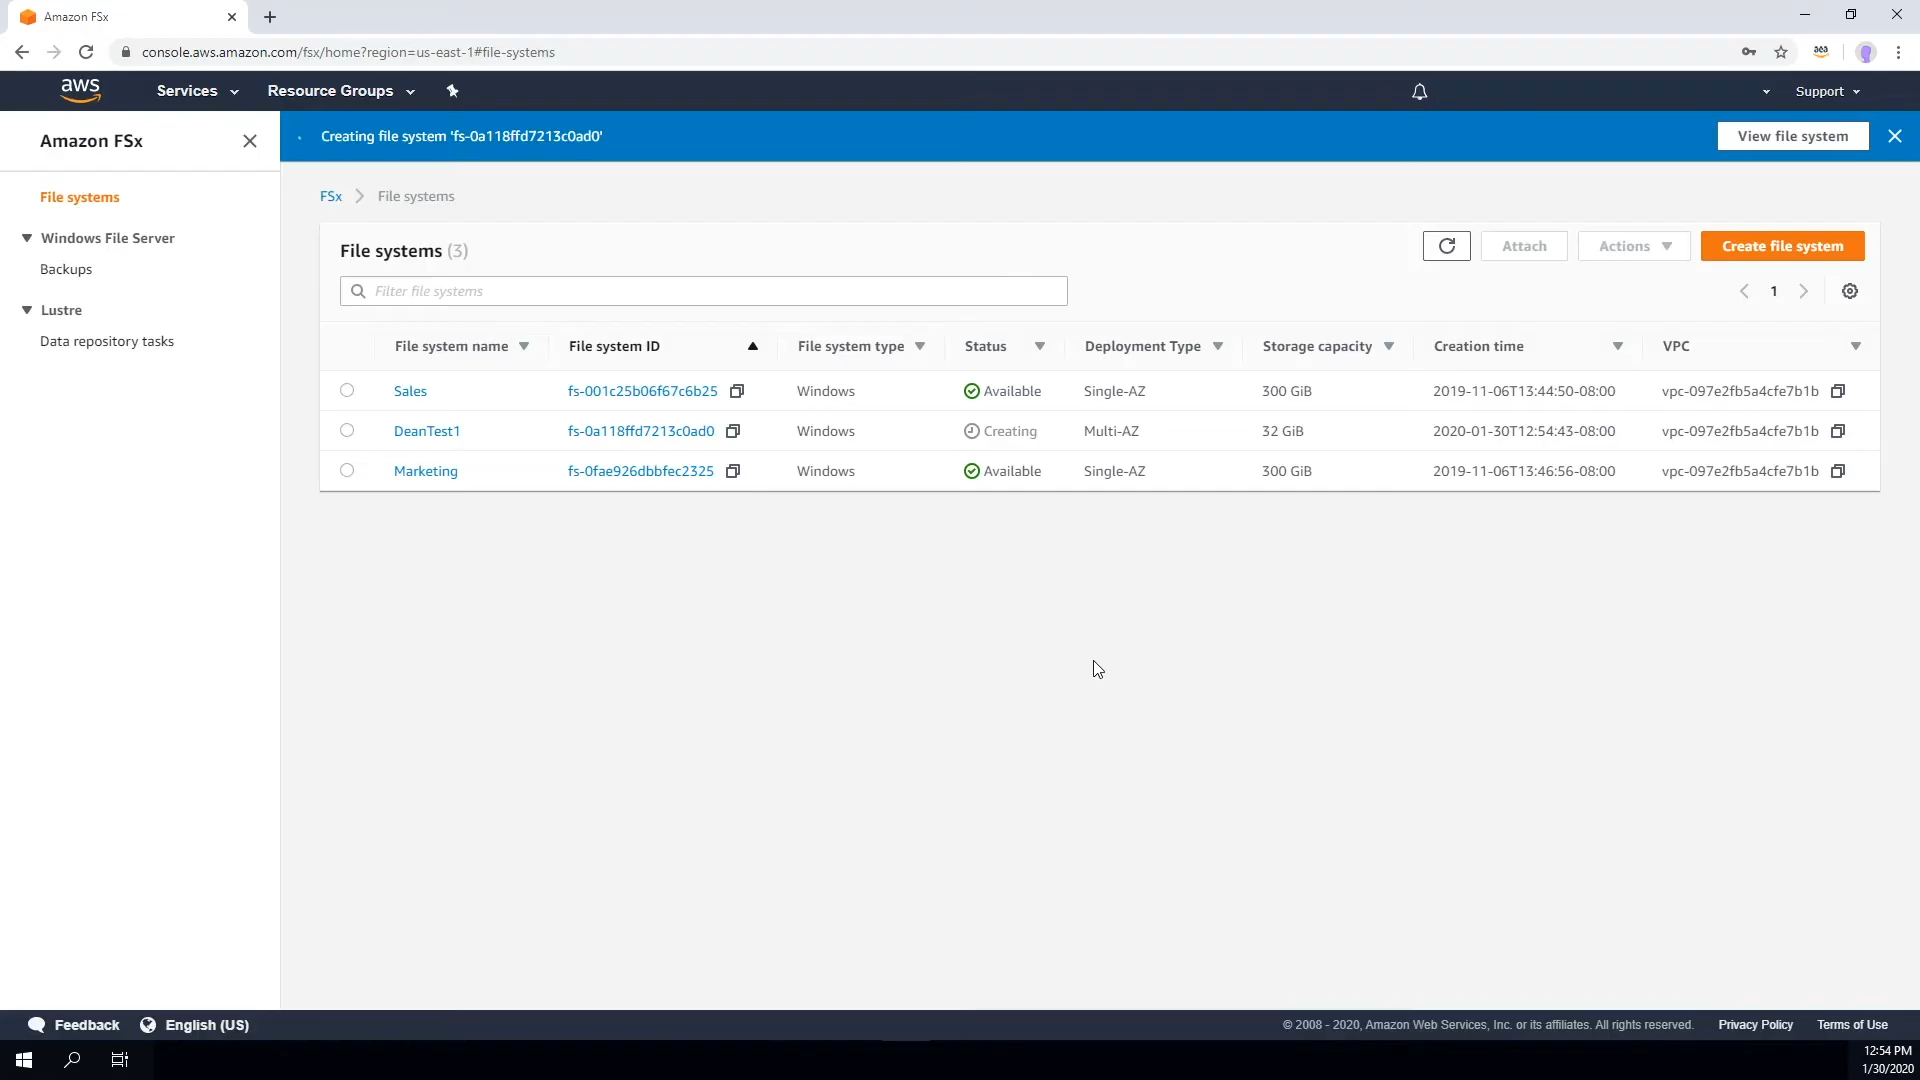 Amazon FSx
console.aws.amazon.com/fsx/home?region=us-east-1#file-systems
aws Services Resource Groups Support
Amazon FSx
Creating file system 'fs-0a118ffd7213c0ad0' View file system
File systems
Windows File Server
Backups
Lustre
Data repository tasks
FSx File systems
File systems (3) Attach Actions Create file system
Filter file systems 1
File system name File system ID File system type Status Deployment Type Storage capacity Creation time VPC
Sales fs-001c25b06f67c6b25 Windows Available Single-AZ 300 GiB 2019-11-06T13:44:50-08:00 vpc-097e2fb5a4cfe7b1b
DeanTest1 fs-0a118ffd7213c0ad0 Windows Creating Multi-AZ 32 GiB 2020-01-30T12:54:43-08:00 vpc-097e2fb5a4cfe7b1b
Marketing fs-0fae926dbbfec2325 Windows Available Single-AZ 300 GiB 2019-11-06T13:46:56-08:00 vpc-097e2fb5a4cfe7b1b
Feedback English (US) © 2008 - 2020, Amazon Web Services, Inc. or its affiliates. All rights reserved. Privacy Policy Terms of Use
12:54 PM
1/30/2020